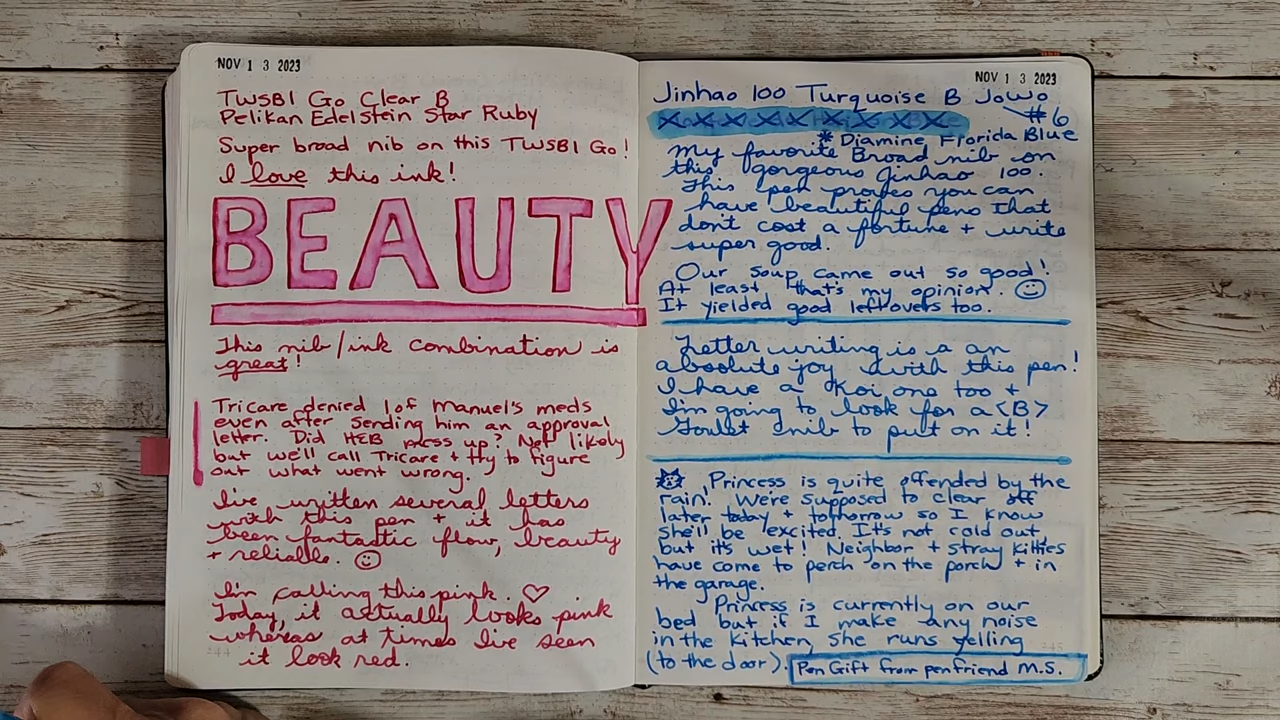 NOV 1 3 2023
TWSBI Go Clear B
Pelikan Edelstein Star Ruby
Super broad nib on this TWSBI Go!
I love this ink!
BEAUTY
This nib/ink combination is
great!
Tricare denied 1 of Manuel's meds
even after sending him an approval
letter. Did HEB mess up? Not likely
but we'll call Tricare + try to figure
out what went wrong.
I've written several letters
with this pen + it has
been fantastic flow, beauty
+ reliable. ☺
I'm calling this pink. ♡
Today, it actually looks pink
whereas at times I've seen
it look red.
NOV 1 3 2023
Jinhao 100 Turquoise B JoWo
#6
XXXXXXXXX
* Diamine Florida Blue
My favorite Broad nib on
this gorgeous Jinhao 100.
This pen proves you can
have beautiful pens that
don't cost a fortune + write
super good.
Our soup came out so good!
At least that's my opinion. ☺
It yielded good leftovers too.
Letter writing is a an
absolute joy with this pen!
I have a Koi one too +
I'm going to look for a <B>
Goulet nib to put on it!
Princess is quite offended by the
rain! We're supposed to clear off
later today + tomorrow so I know
she'll be excited. It's not cold out,
but it's wet! Neighbor + stray kitties
have come to perch on the porch + in
the garage.
Princess is currently on our
bed but if I make any noise
in the kitchen, she runs yelling
(to the door).
Pen Gift from penfriend M.S.